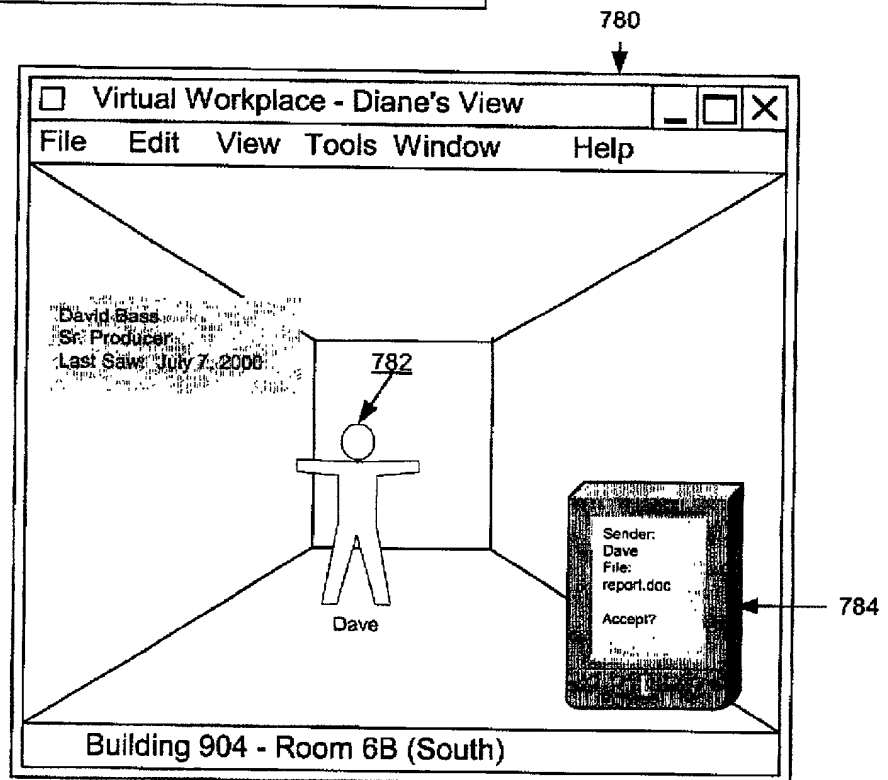 780
Virtual Workplace - Diane's View
File Edit View Tools Window Help
David Bass
Sr. Producer
Last Saw: July 7, 2000
782
Sender:
Dave
File:
report.doc
Accept?
784
Dave
Building 904 - Room 6B (South)